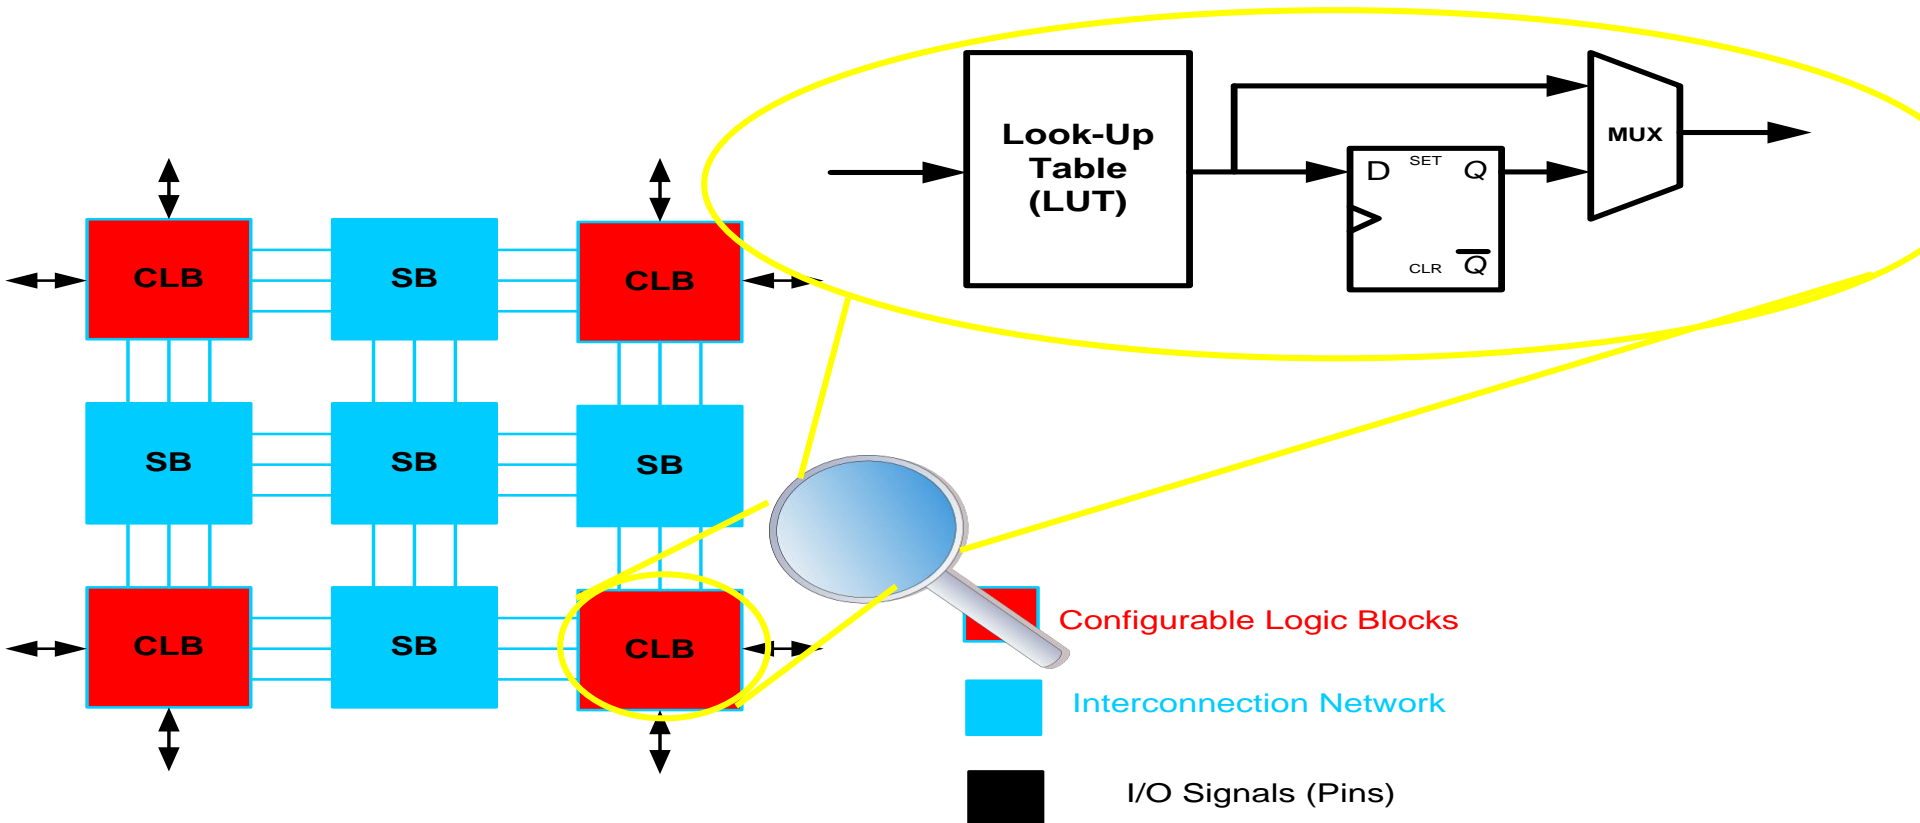 Look-Up
Table
(LUT)
D SET Q
CLR Q
MUX
CLB SB CLB
SB SB SB
CLB SB CLB
Configurable Logic Blocks
Interconnection Network
I/O Signals (Pins)